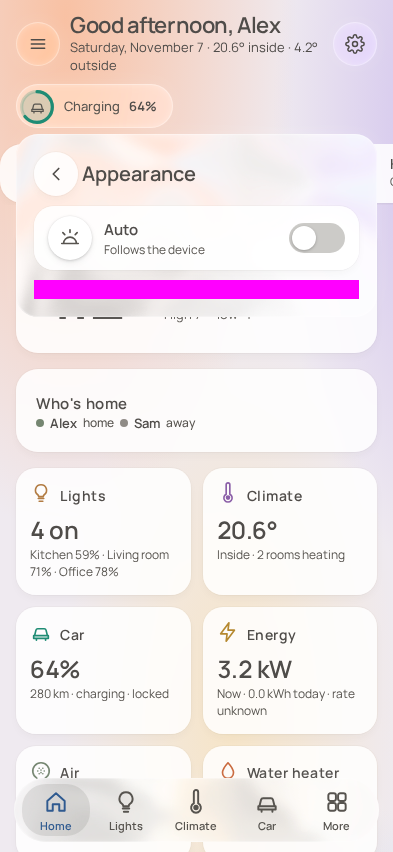 Good afternoon, Alex
Saturday, November 7 · 20.6° inside · 4.2°
outside
Charging 64%
Appearance
Auto
Follows the device
Who's home
Alex home Sam away
Lights
4 on
Kitchen 59% · Living room
71% · Office 78%
Climate
20.6°
Inside · 2 rooms heating
Car
64%
280 km · charging · locked
Energy
3.2 kW
Now · 0.0 kWh today · rate
unknown
Air
Water heater
Home
Lights
Climate
Car
More